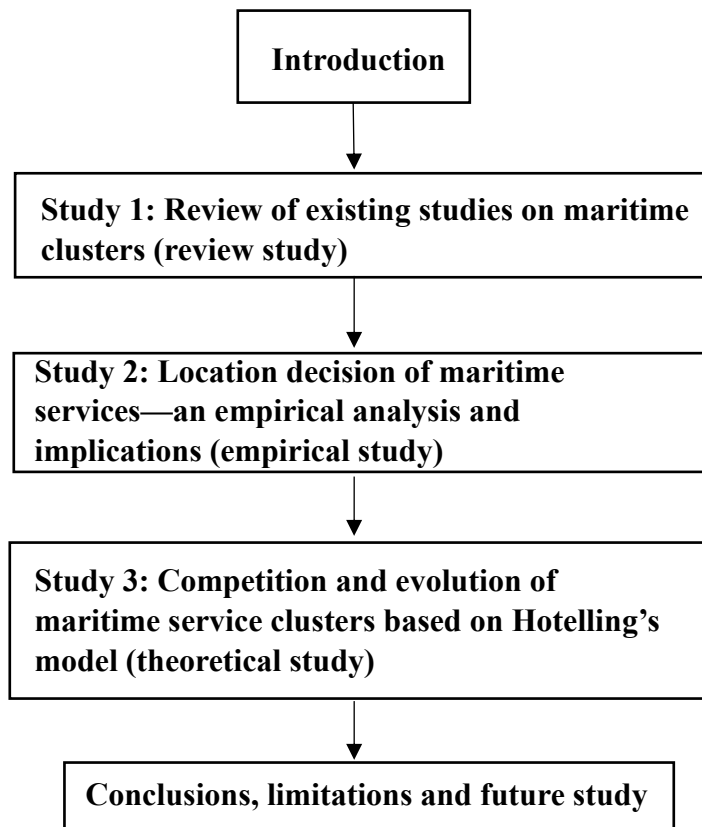 Introduction
Study 1: Review of existing studies on maritime
clusters (review study)
Study 2: Location decision of maritime
services—an empirical analysis and
implications (empirical study)
Study 3: Competition and evolution of
maritime service clusters based on Hotelling's
model (theoretical study)
Conclusions, limitations and future study